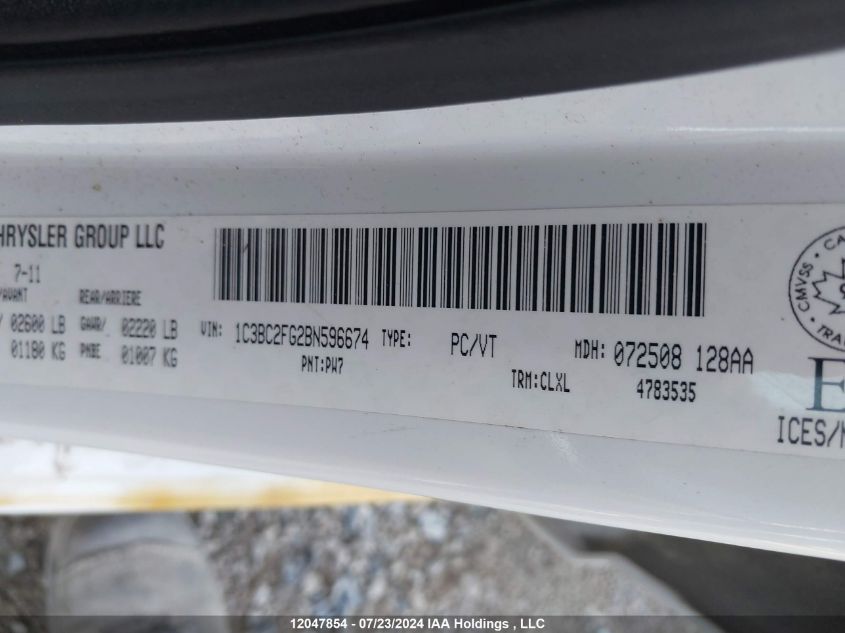 HRYSLER GROUP LLC
7-11
/AVANT REAR/ARRIERE
02600 LB GAWR/ 02220 LB
01180 KG PNBE 01007 KG
VIN: 1C3BC2FG2BN596674 TYPE: PC/VT MDH: 072508 128AA
PNT:PW7 TRM:CLXL 4783535
CMVSS
ICES/
12047854 - 07/23/2024 IAA Holdings , LLC